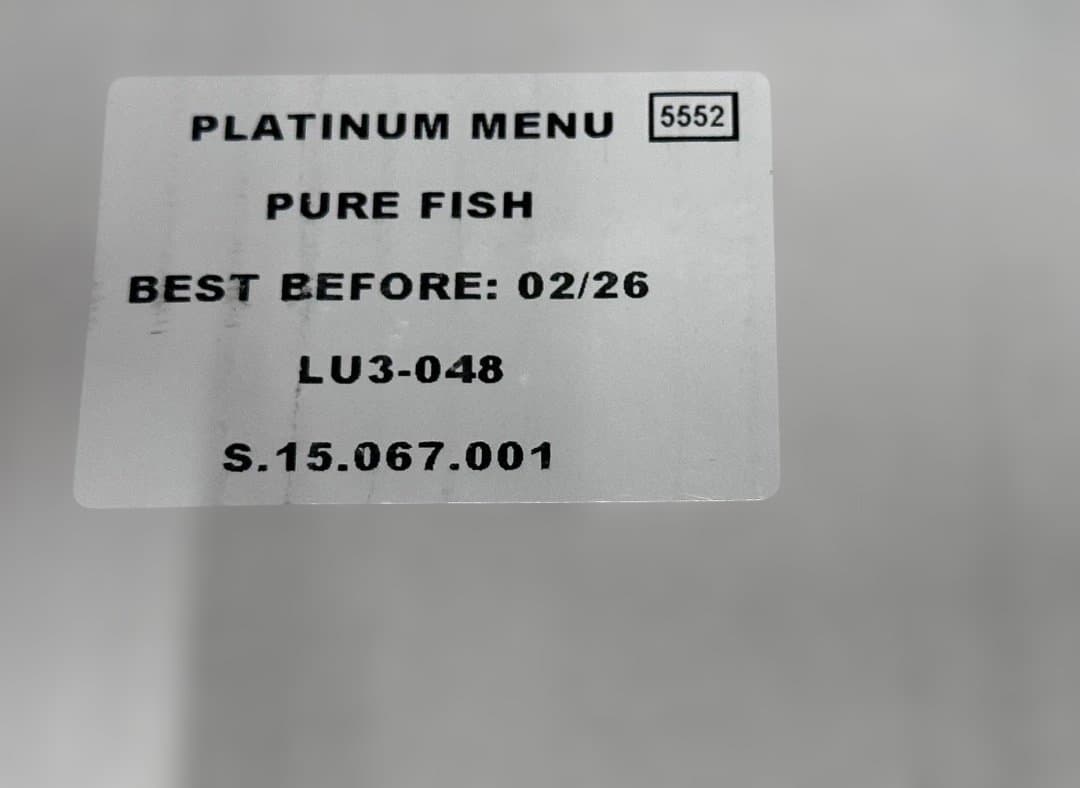 PLATINUM MENU 5552
PURE FISH
BEST BEFORE: 02/26
LU3-048
S.15.067.001